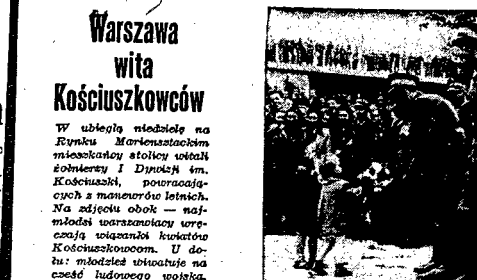 Warszawa
wita
Kościuszkowców
W ubiegłą niedzielę na
Rynku Mariensztackim
mieszkańcy stolicy witali
żołnierzy I Dywizji im.
Kościuszki, powracają-
cych z manewrów letnich.
Na zdjęciu obok — naj-
młodsi warszawiacy wrę-
czają wiązanki kwiatów
Kościuszkowcom. U do-
łu: młodzież wiwatuje na
cześć ludowego wojska.